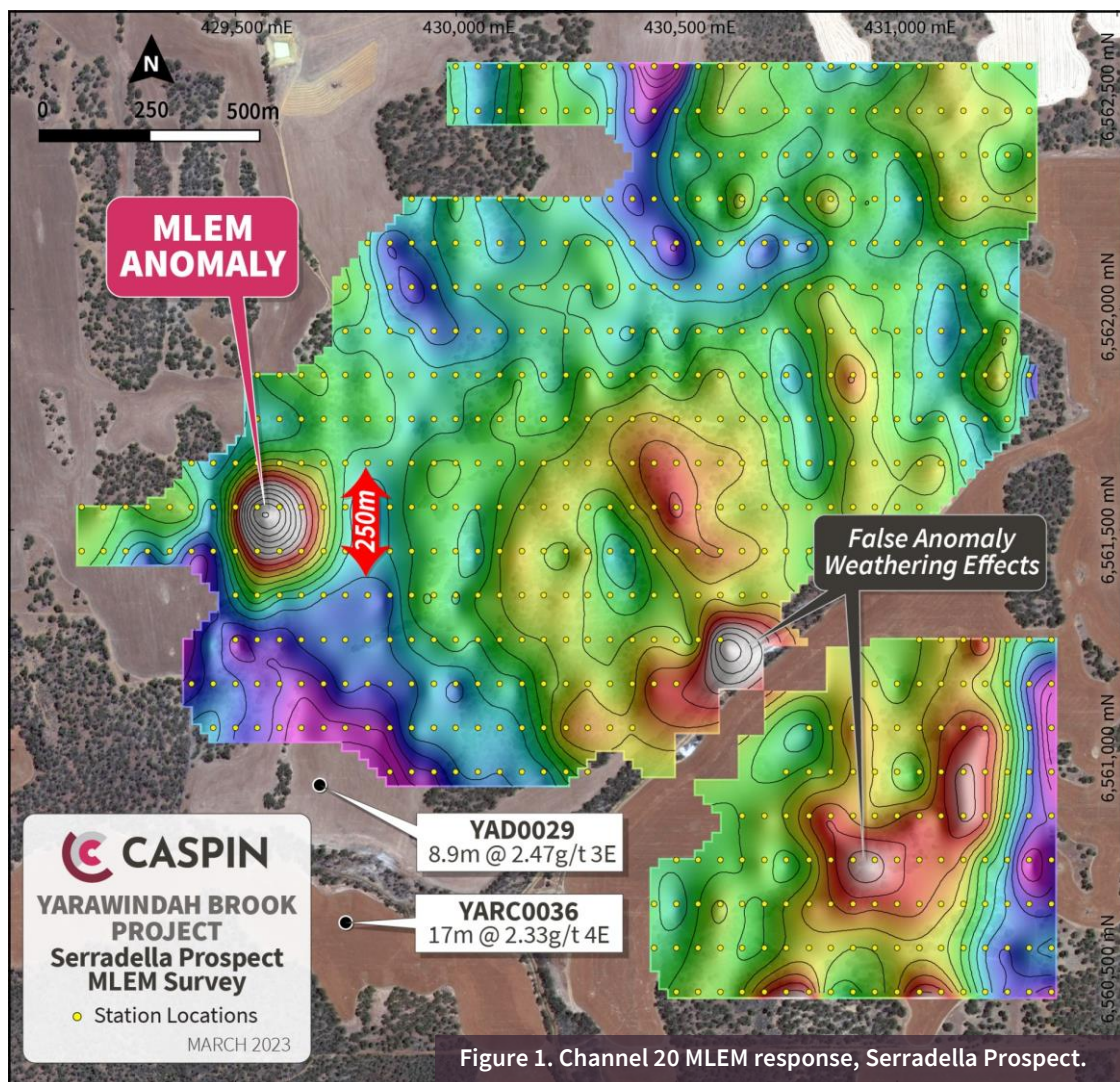 429,500 mE
430,000 mE
430,500 mE
431,000 mE
N
0 250 500m
6,562,500 mN
MLEM
ANOMALY
6,562,000 mN
250m
False Anomaly
Weathering Effects
6,561,500 mN
6,561,000 mN
YAD0029
8.9m @ 2.47g/t 3E
YARC0036
17m @ 2.33g/t 4E
6,560,500 mN
CASPIN
YARAWINDAH BROOK
PROJECT
Serradella Prospect
MLEM Survey
Station Locations
MARCH 2023
Figure 1. Channel 20 MLEM response, Serradella Prospect.